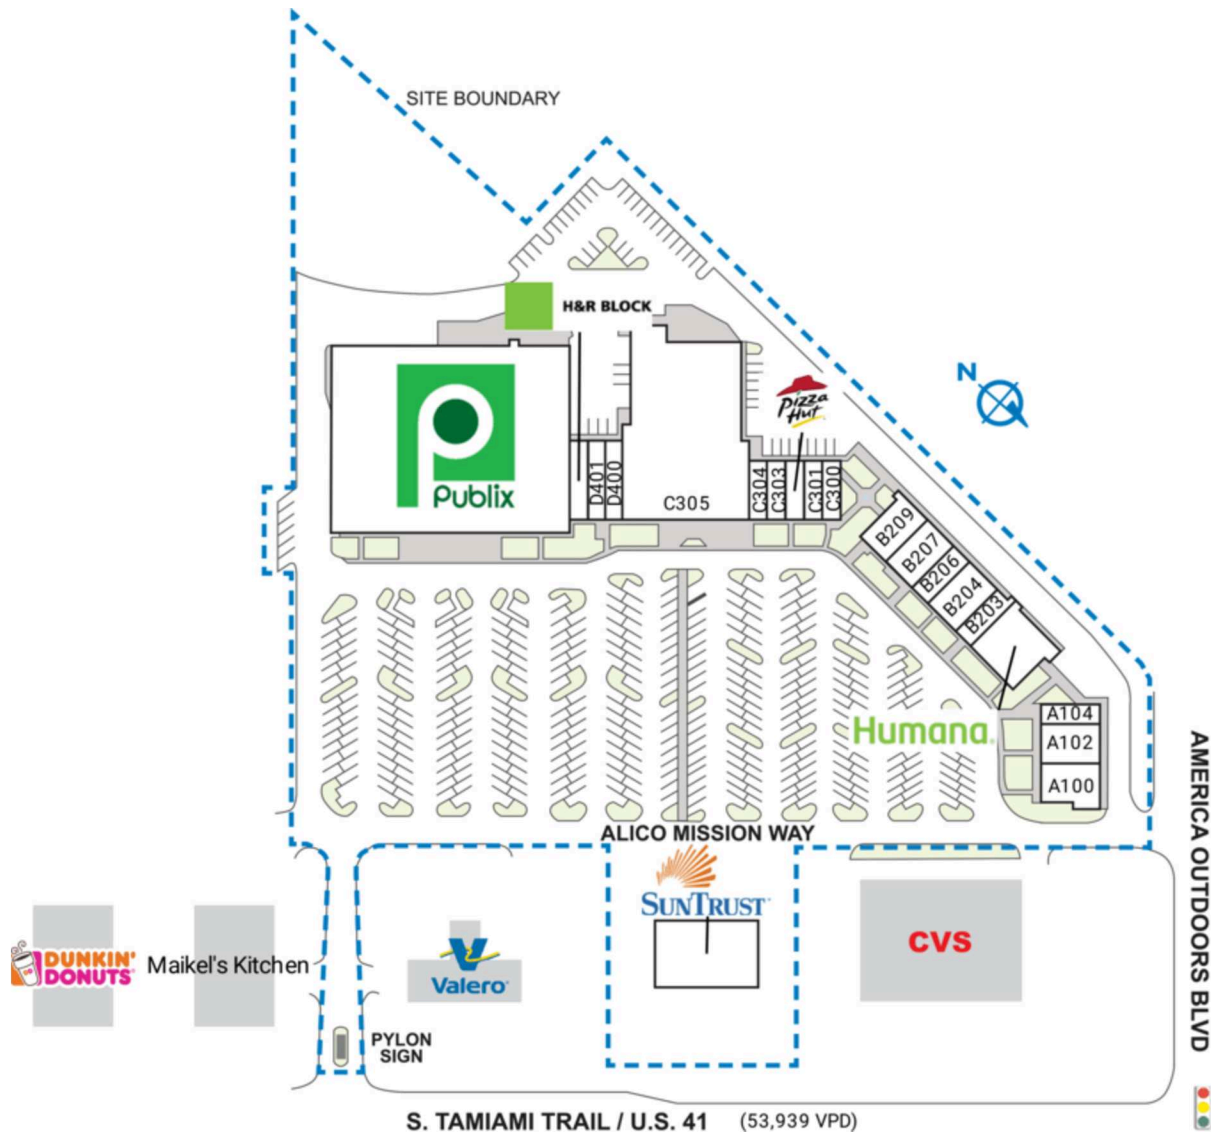 SITE BOUNDARY
H&R BLOCK
N
Pizza
Hut
Publix
D401
D400
C305
C304
C303
C301
C300
B209
B207
B206
B204
B203
Humana
A104
A102
A100
ALICO MISSION WAY
AMERICA OUTDOORS BLVD
SUNTRUST
CVS
DUNKIN'
DONUTS
Maikel's Kitchen
Valero
PYLON
SIGN
S. TAMIAMI TRAIL / U.S. 41 (53,939 VPD)